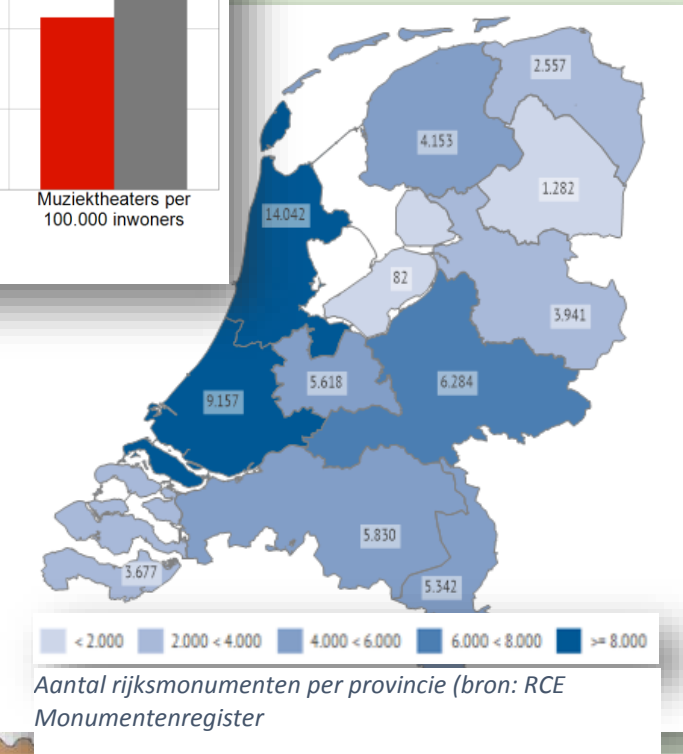 Muziektheaters per
100.000 inwoners
2.557
4.153
1.282
14.042
82
3.941
5.618
6.284
9.157
5.830
3.677
5.342
< 2.000 2.000 < 4.000 4.000 < 6.000 6.000 < 8.000 >= 8.000
Aantal rijksmonumenten per provincie (bron: RCE
Monumentenregister